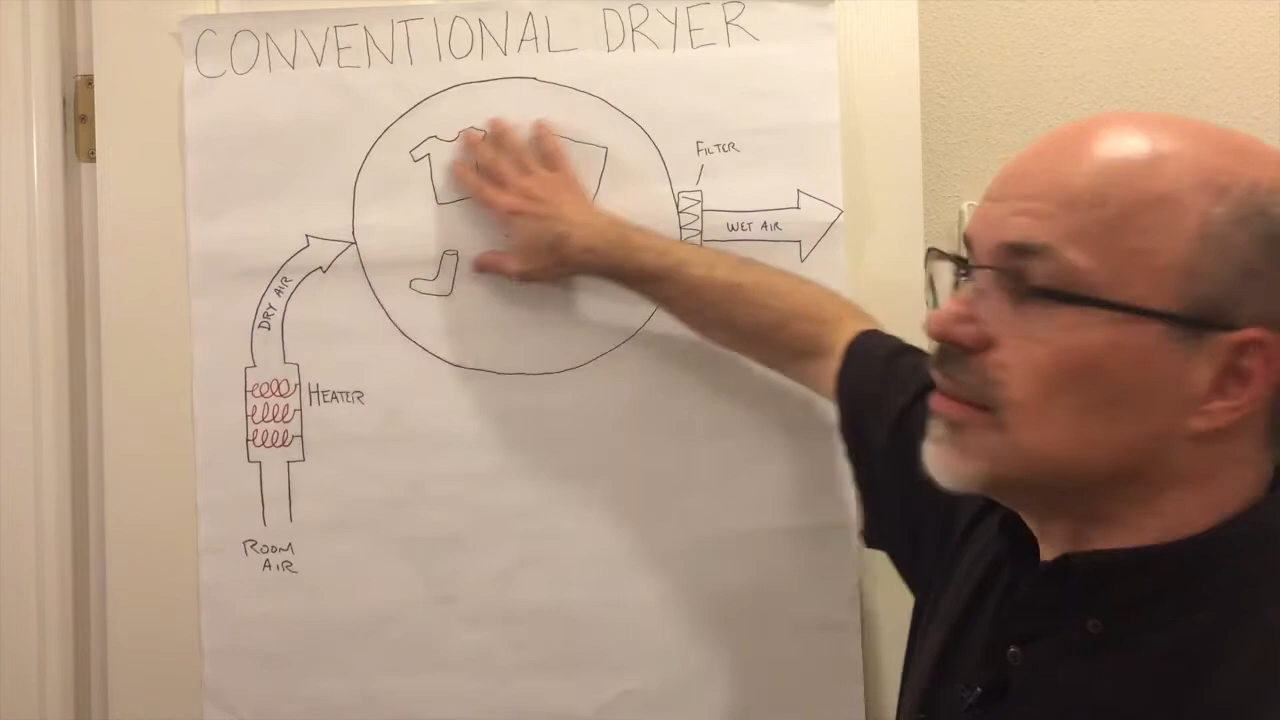 CONVENTIONAL DRYER
FILTER
WET AIR
DRY AIR
HEATER
ROOM
AIR